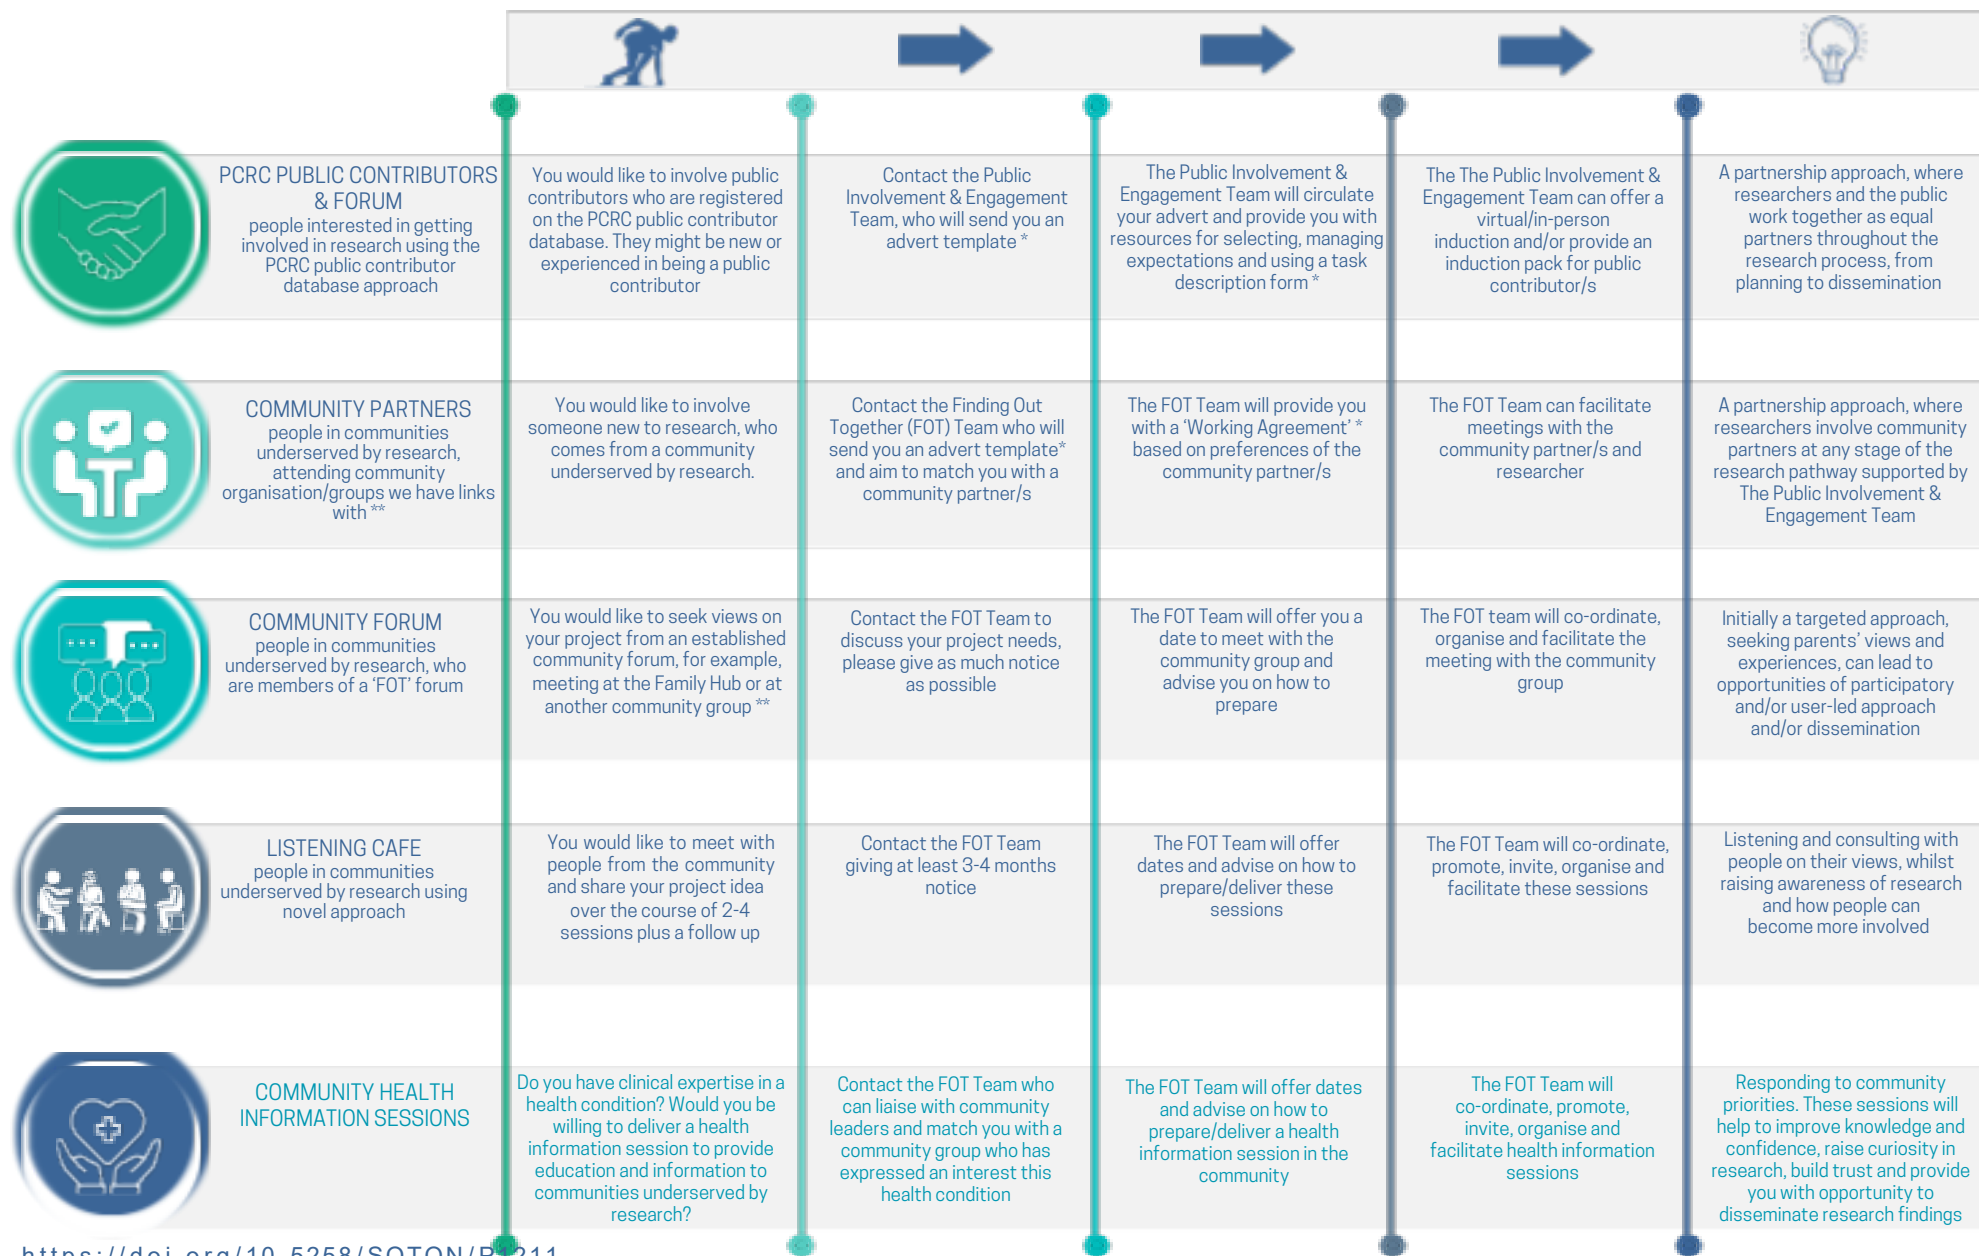 PCRC PUBLIC CONTRIBUTORS
& FORUM
people interested in getting
involved in research using the
PCRC public contributor
database approach
You would like to involve public
contributors who are registered
on the PCRC public contributor
database. They might be new or
experienced in being a public
contributor
Contact the Public
Involvement & Engagement
Team, who will send you an
advert template *
The Public Involvement &
Engagement Team will circulate
your advert and provide you with
resources for selecting, managing
expectations and using a task
description form *
The The Public Involvement &
Engagement Team can offer a
virtual/in-person
induction and/or provide an
induction pack for public
contributor/s
A partnership approach, where
researchers and the public
work together as equal
partners throughout the
research process, from
planning to dissemination
COMMUNITY PARTNERS
people in communities
underserved by research,
attending community
organisation/groups we have links
with **
You would like to involve
someone new to research, who
comes from a community
underserved by research.
Contact the Finding Out
Together (FOT) Team who will
send you an advert template*
and aim to match you with a
community partner/s
The FOT Team will provide you
with a ‘Working Agreement’ *
based on preferences of the
community partner/s
The FOT Team can facilitate
meetings with the
community partner/s and
researcher
A partnership approach, where
researchers involve community
partners at any stage of the
research pathway supported by
The Public Involvement &
Engagement Team
COMMUNITY FORUM
people in communities
underserved by research, who
are members of a ‘FOT’ forum
You would like to seek views on
your project from an established
community forum, for example,
meeting at the Family Hub or at
another community group **
Contact the FOT Team to
discuss your project needs,
please give as much notice
as possible
The FOT Team will offer you a
date to meet with the
community group and
advise you on how to
prepare
The FOT team will co-ordinate,
organise and facilitate the
meeting with the community
group
Initially a targeted approach,
seeking parents’ views and
experiences, can lead to
opportunities of participatory
and/or user-led approach
and/or dissemination
LISTENING CAFE
people in communities
underserved by research using
novel approach
You would like to meet with
people from the community
and share your project idea
over the course of 2-4
sessions plus a follow up
Contact the FOT Team
giving at least 3-4 months
notice
The FOT Team will offer
dates and advise on how to
prepare/deliver these
sessions
The FOT Team will co-ordinate,
promote, invite, organise and
facilitate these sessions
Listening and consulting with
people on their views, whilst
raising awareness of research
and how people can
become more involved
COMMUNITY HEALTH
INFORMATION SESSIONS
Do you have clinical expertise in a
health condition? Would you be
willing to deliver a health
information session to provide
education and information to
communities underserved by
research?
Contact the FOT Team who
can liaise with community
leaders and match you with a
community group who has
expressed an interest this
health condition
The FOT Team will offer dates
and advise on how to
prepare/deliver a health
information session in the
community
The FOT Team will
co-ordinate, promote,
invite, organise and
facilitate health information
sessions
Responding to community
priorities. These sessions will
help to improve knowledge and
confidence, raise curiosity in
research, build trust and provide
you with opportunity to
disseminate research findings
https://doi.org/10.5258/SOTON/P1211